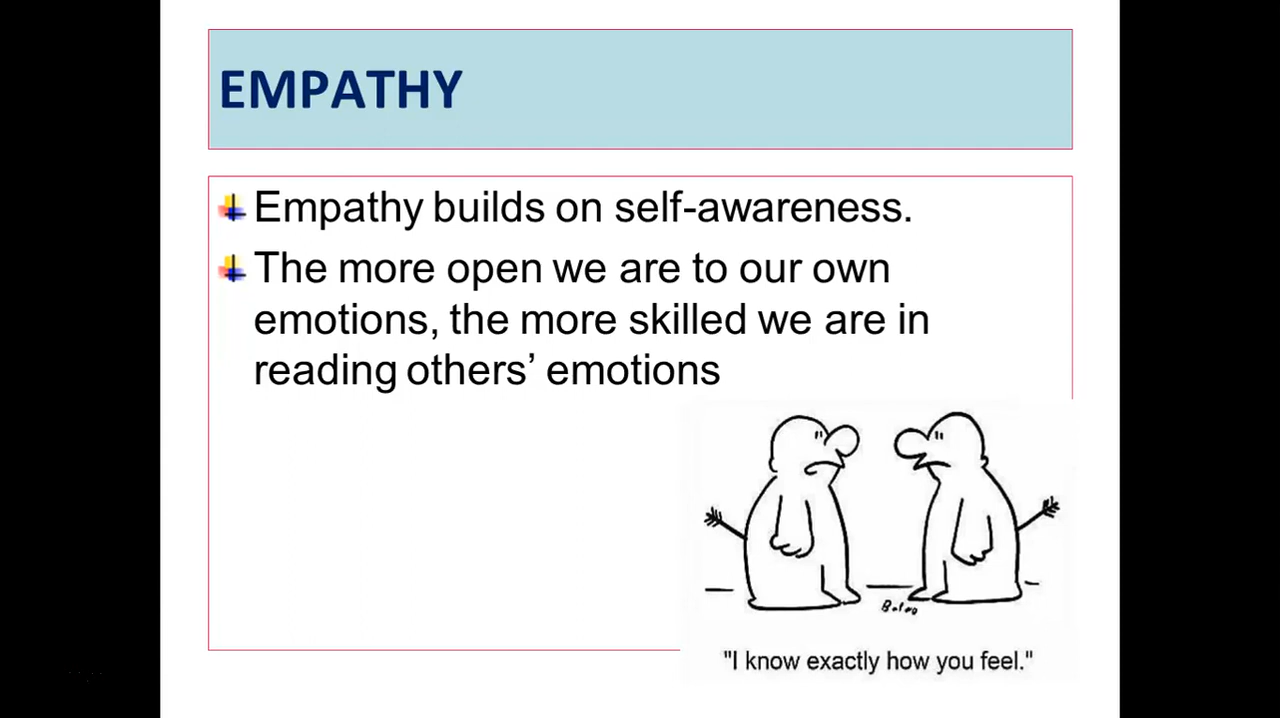 EMPATHY
Empathy builds on self-awareness.
The more open we are to our own
emotions, the more skilled we are in
reading others’ emotions
"I know exactly how you feel."